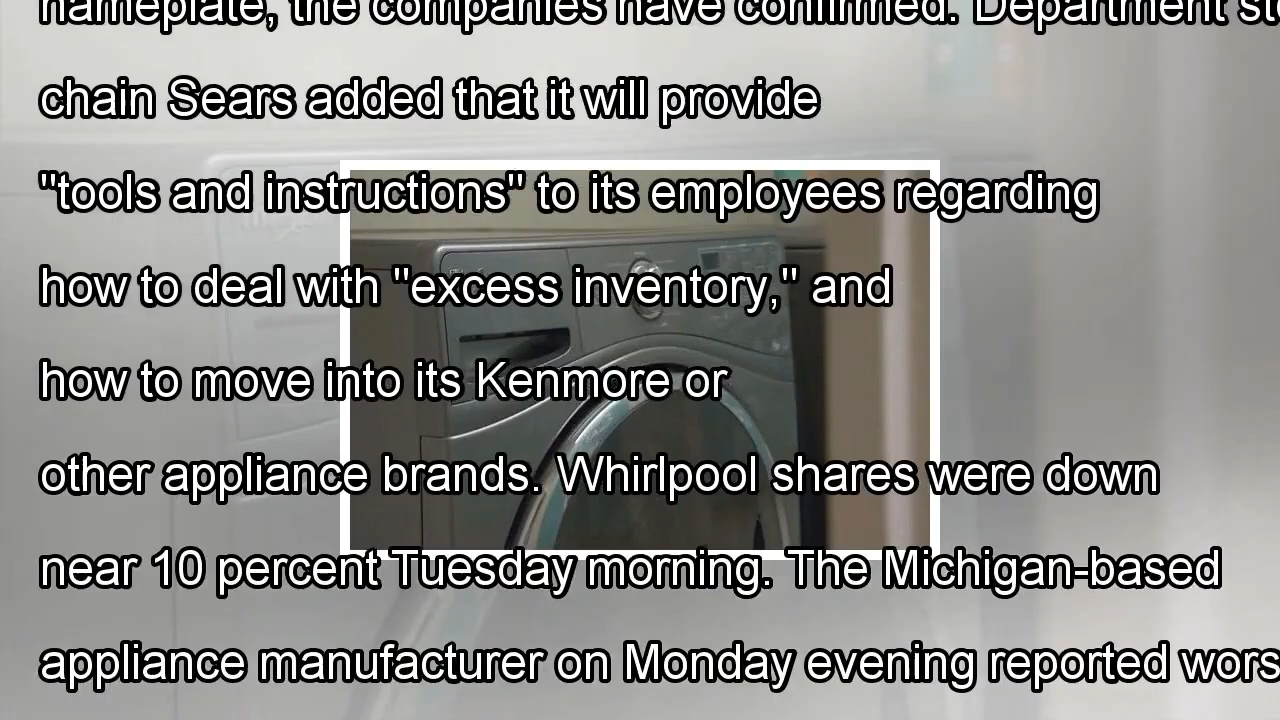 nameplate, the companies have confirmed. Department
chain Sears added that it will provide
"tools and instructions" to its employees regarding
how to deal with "excess inventory," and
how to move into its Kenmore or
other appliance brands. Whirlpool shares were down
near 10 percent Tuesday morning. The Michigan-based
appliance manufacturer on Monday evening reported